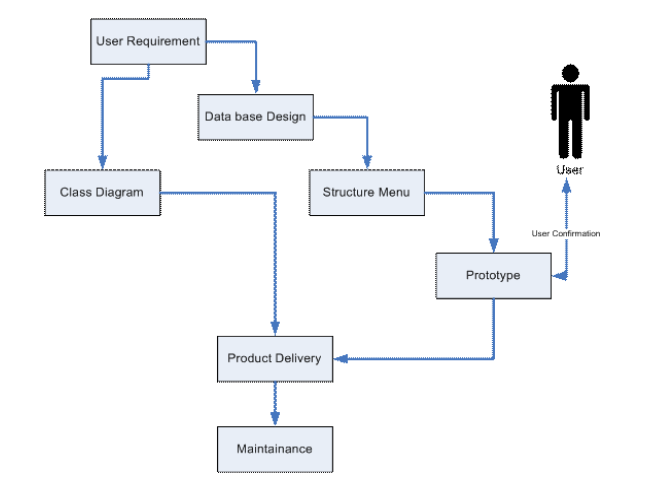 User Requirement
Data base Design
User
Class Diagram
Structure Menu
User Confirmation
Prototype
Product Delivery
Maintainance